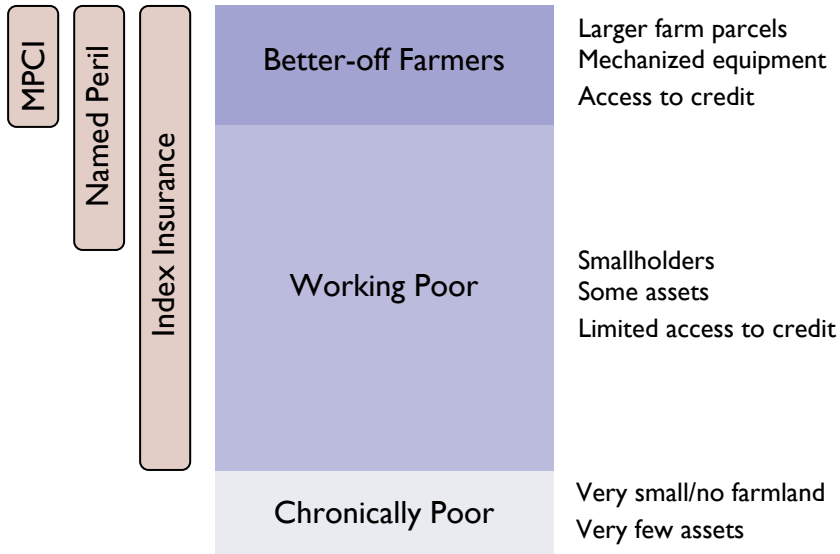 MPCI
Named Peril
Index Insurance
Better-off Farmers
Larger farm parcels
Mechanized equipment
Access to credit
Working Poor
Smallholders
Some assets
Limited access to credit
Chronically Poor
Very small/no farmland
Very few assets